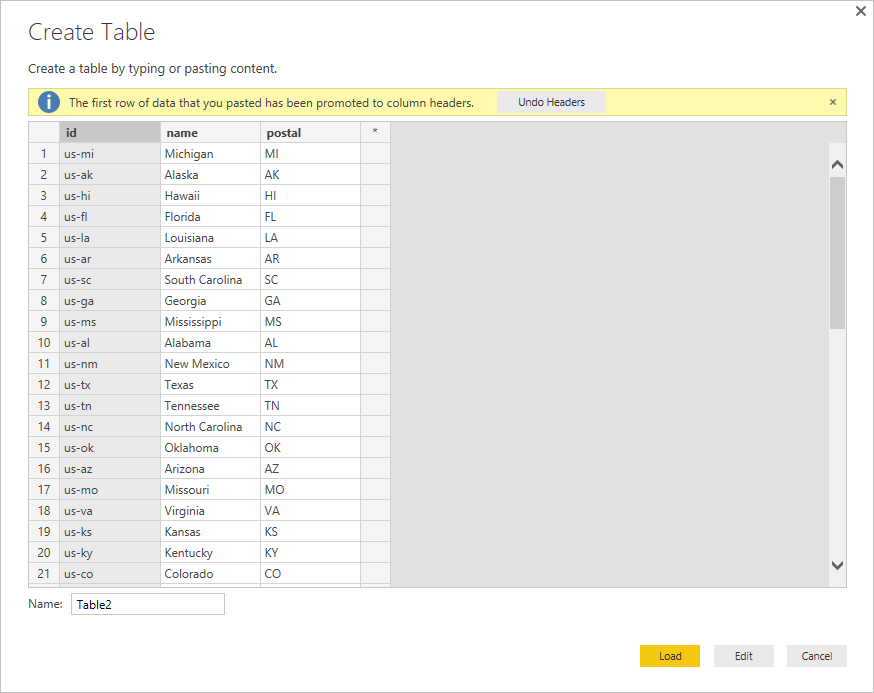 Create Table
Create a table by typing or pasting content.
The first row of data that you pasted has been promoted to column headers. Undo Headers
id name postal *
1 us-mi Michigan MI
2 us-ak Alaska AK
3 us-hi Hawaii HI
4 us-fl Florida FL
5 us-la Louisiana LA
6 us-ar Arkansas AR
7 us-sc South Carolina SC
8 us-ga Georgia GA
9 us-ms Mississippi MS
10 us-al Alabama AL
11 us-nm New Mexico NM
12 us-tx Texas TX
13 us-tn Tennessee TN
14 us-nc North Carolina NC
15 us-ok Oklahoma OK
16 us-az Arizona AZ
17 us-mo Missouri MO
18 us-va Virginia VA
19 us-ks Kansas KS
20 us-ky Kentucky KY
21 us-co Colorado CO
Name: Table2
Load Edit Cancel